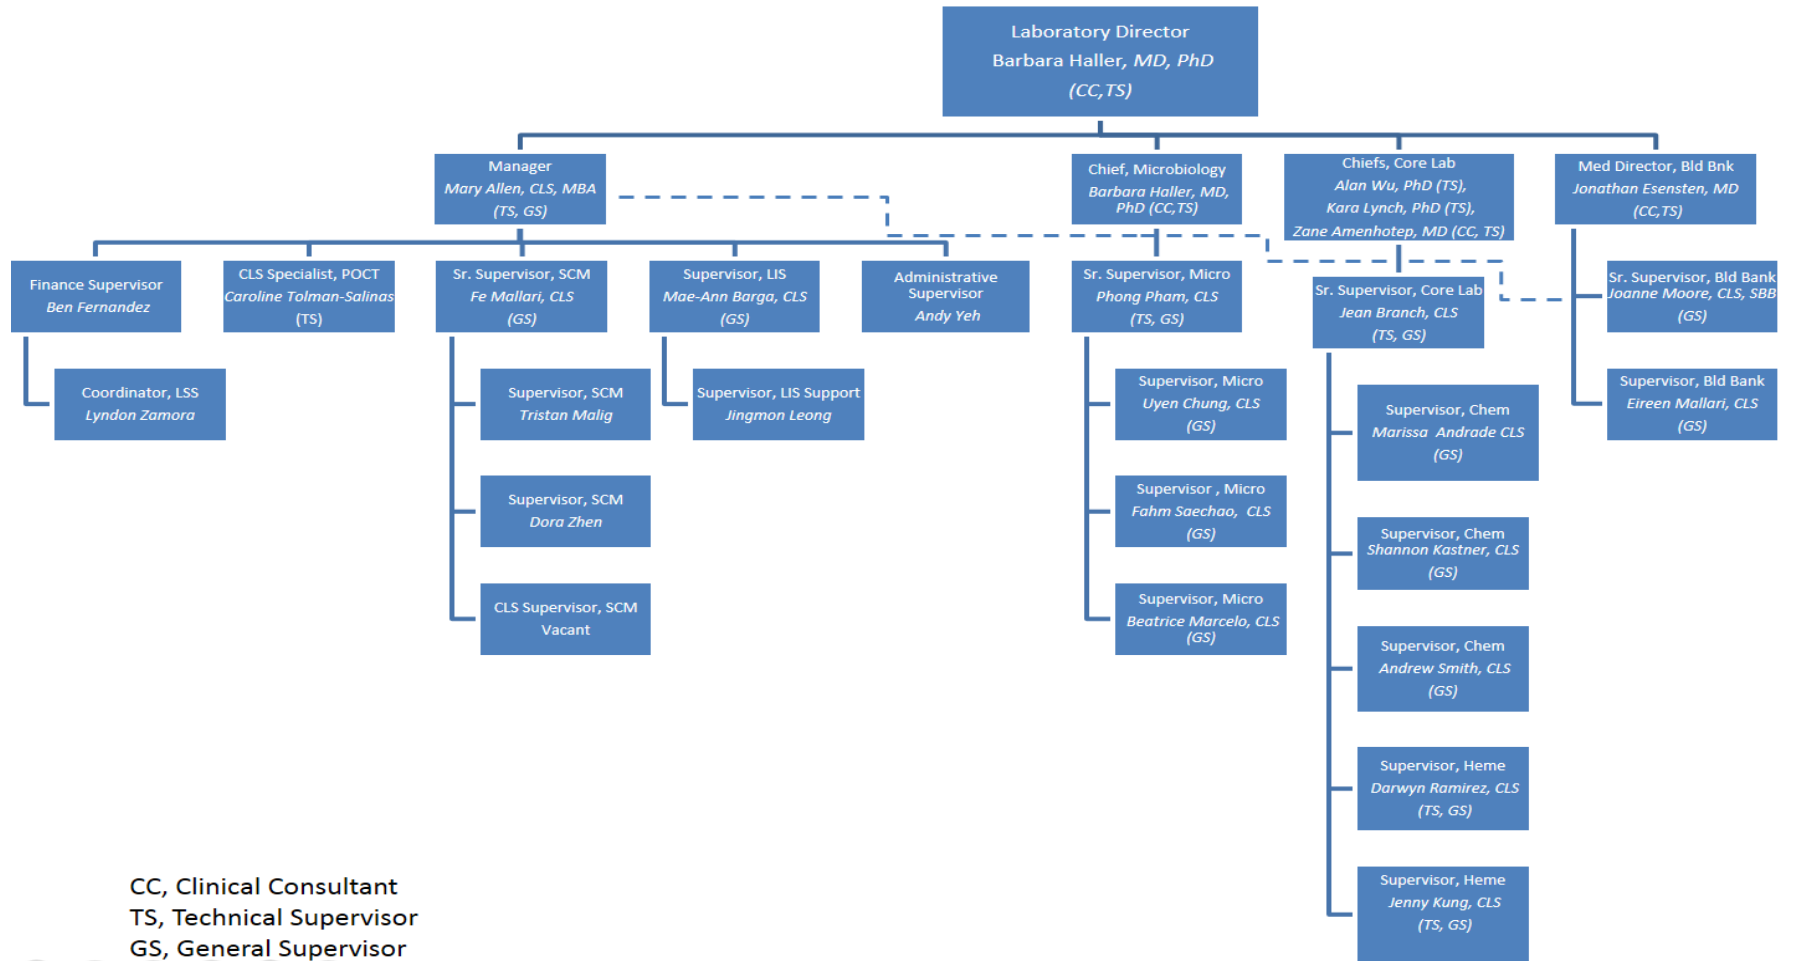 Laboratory Director
Barbara Haller, MD, PhD
(CC,TS)
Manager
Mary Allen, CLS, MBA
(TS, GS)
Chief, Microbiology
Barbara Haller, MD,
PhD (CC,TS)
Chiefs, Core Lab
Alan Wu, PhD (TS),
Kara Lynch, PhD (TS),
Zane Amenhotep, MD (CC, TS)
Med Director, Bld Bnk
Jonathan Esensten, MD
(CC,TS)
Finance Supervisor
Ben Fernandez
CLS Specialist, POCT
Caroline Tolman-Salinas
(TS)
Sr. Supervisor, SCM
Fe Mallari, CLS
(GS)
Supervisor, LIS
Mae-Ann Barga, CLS
(GS)
Administrative
Supervisor
Andy Yeh
Sr. Supervisor, Micro
Phong Pham, CLS
(TS, GS)
Sr. Supervisor, Core Lab
Jean Branch, CLS
(TS, GS)
Sr. Supervisor, Bld Bank
Joanne Moore, CLS, SBB
(GS)
Coordinator, LSS
Lyndon Zamora
Supervisor, SCM
Tristan Malig
Supervisor, LIS Support
Jingmon Leong
Supervisor, Micro
Uyen Chung, CLS
(GS)
Supervisor, Chem
Marissa  Andrade CLS
(GS)
Supervisor, Bld Bank
Eireen Mallari, CLS
(GS)
Supervisor, SCM
Dora Zhen
Supervisor , Micro
Fahm Saechao,  CLS
(GS)
Supervisor, Chem
Shannon Kastner, CLS
(GS)
CLS Supervisor, SCM
Vacant
Supervisor, Micro
Beatrice Marcelo, CLS
(GS)
Supervisor, Chem
Andrew Smith, CLS
(GS)
Supervisor, Heme
Darwyn Ramirez, CLS
(TS, GS)
Supervisor, Heme
Jenny Kung, CLS
(TS, GS)
CC, Clinical Consultant
TS, Technical Supervisor
GS, General Supervisor